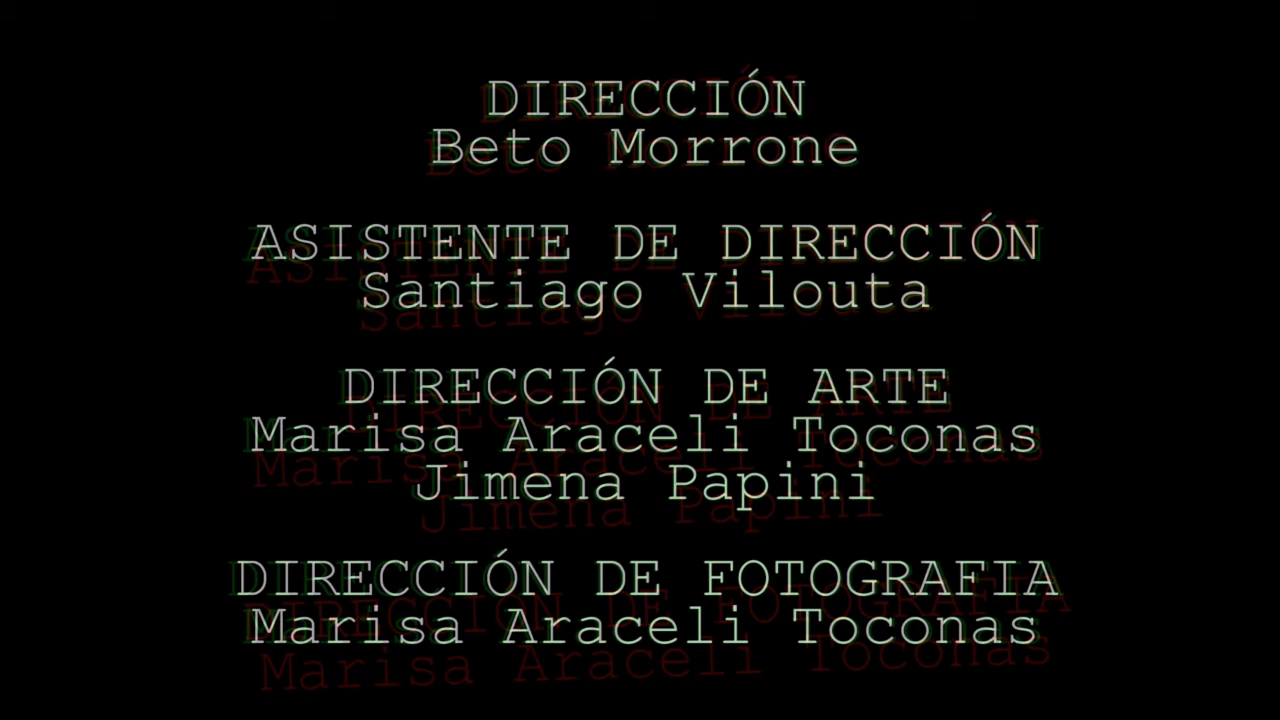 DIRECCIÓN
Beto Morrone
ASISTENTE DE DIRECCIÓN
Santiago Vilouta
DIRECCIÓN DE ARTE
Marisa Araceli Toconas
Jimena Papini
DIRECCIÓN DE FOTOGRAFIA
Marisa Araceli Toconas